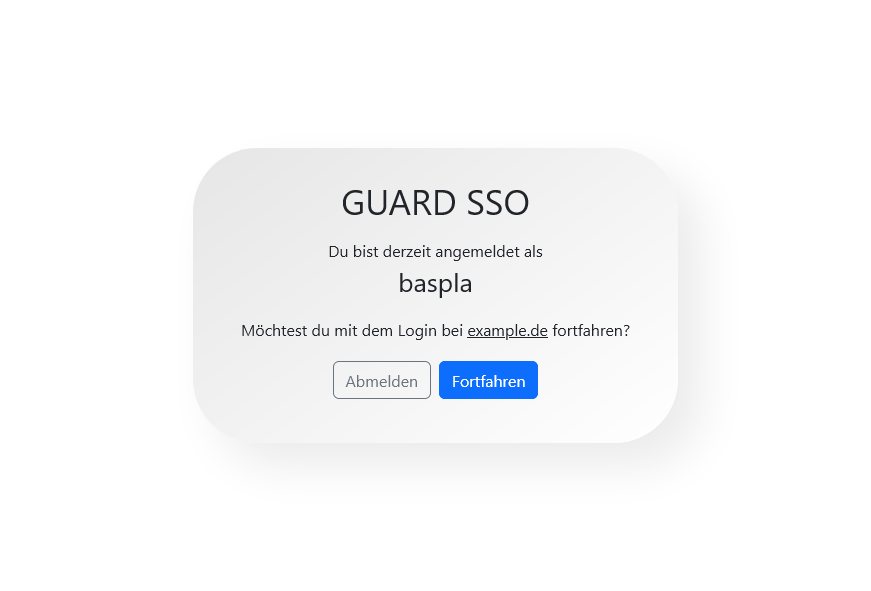 GUARD SSO
Du bist derzeit angemeldet als
baspla
Möchtest du mit dem Login bei example.de fortfahren?
Abmelden
Fortfahren